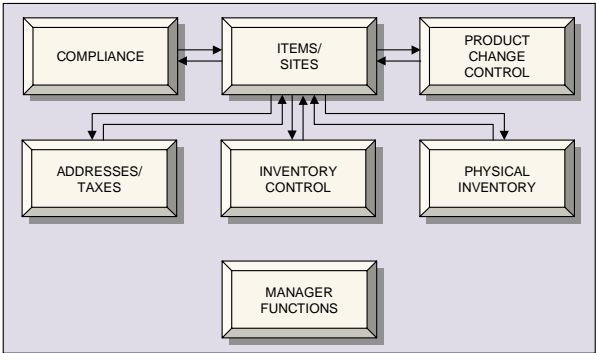 COMPLIANCE
ITEMS/
SITES
PRODUCT
CHANGE
CONTROL
ADDRESSES/
TAXES
INVENTORY
CONTROL
PHYSICAL
INVENTORY
MANAGER
FUNCTIONS